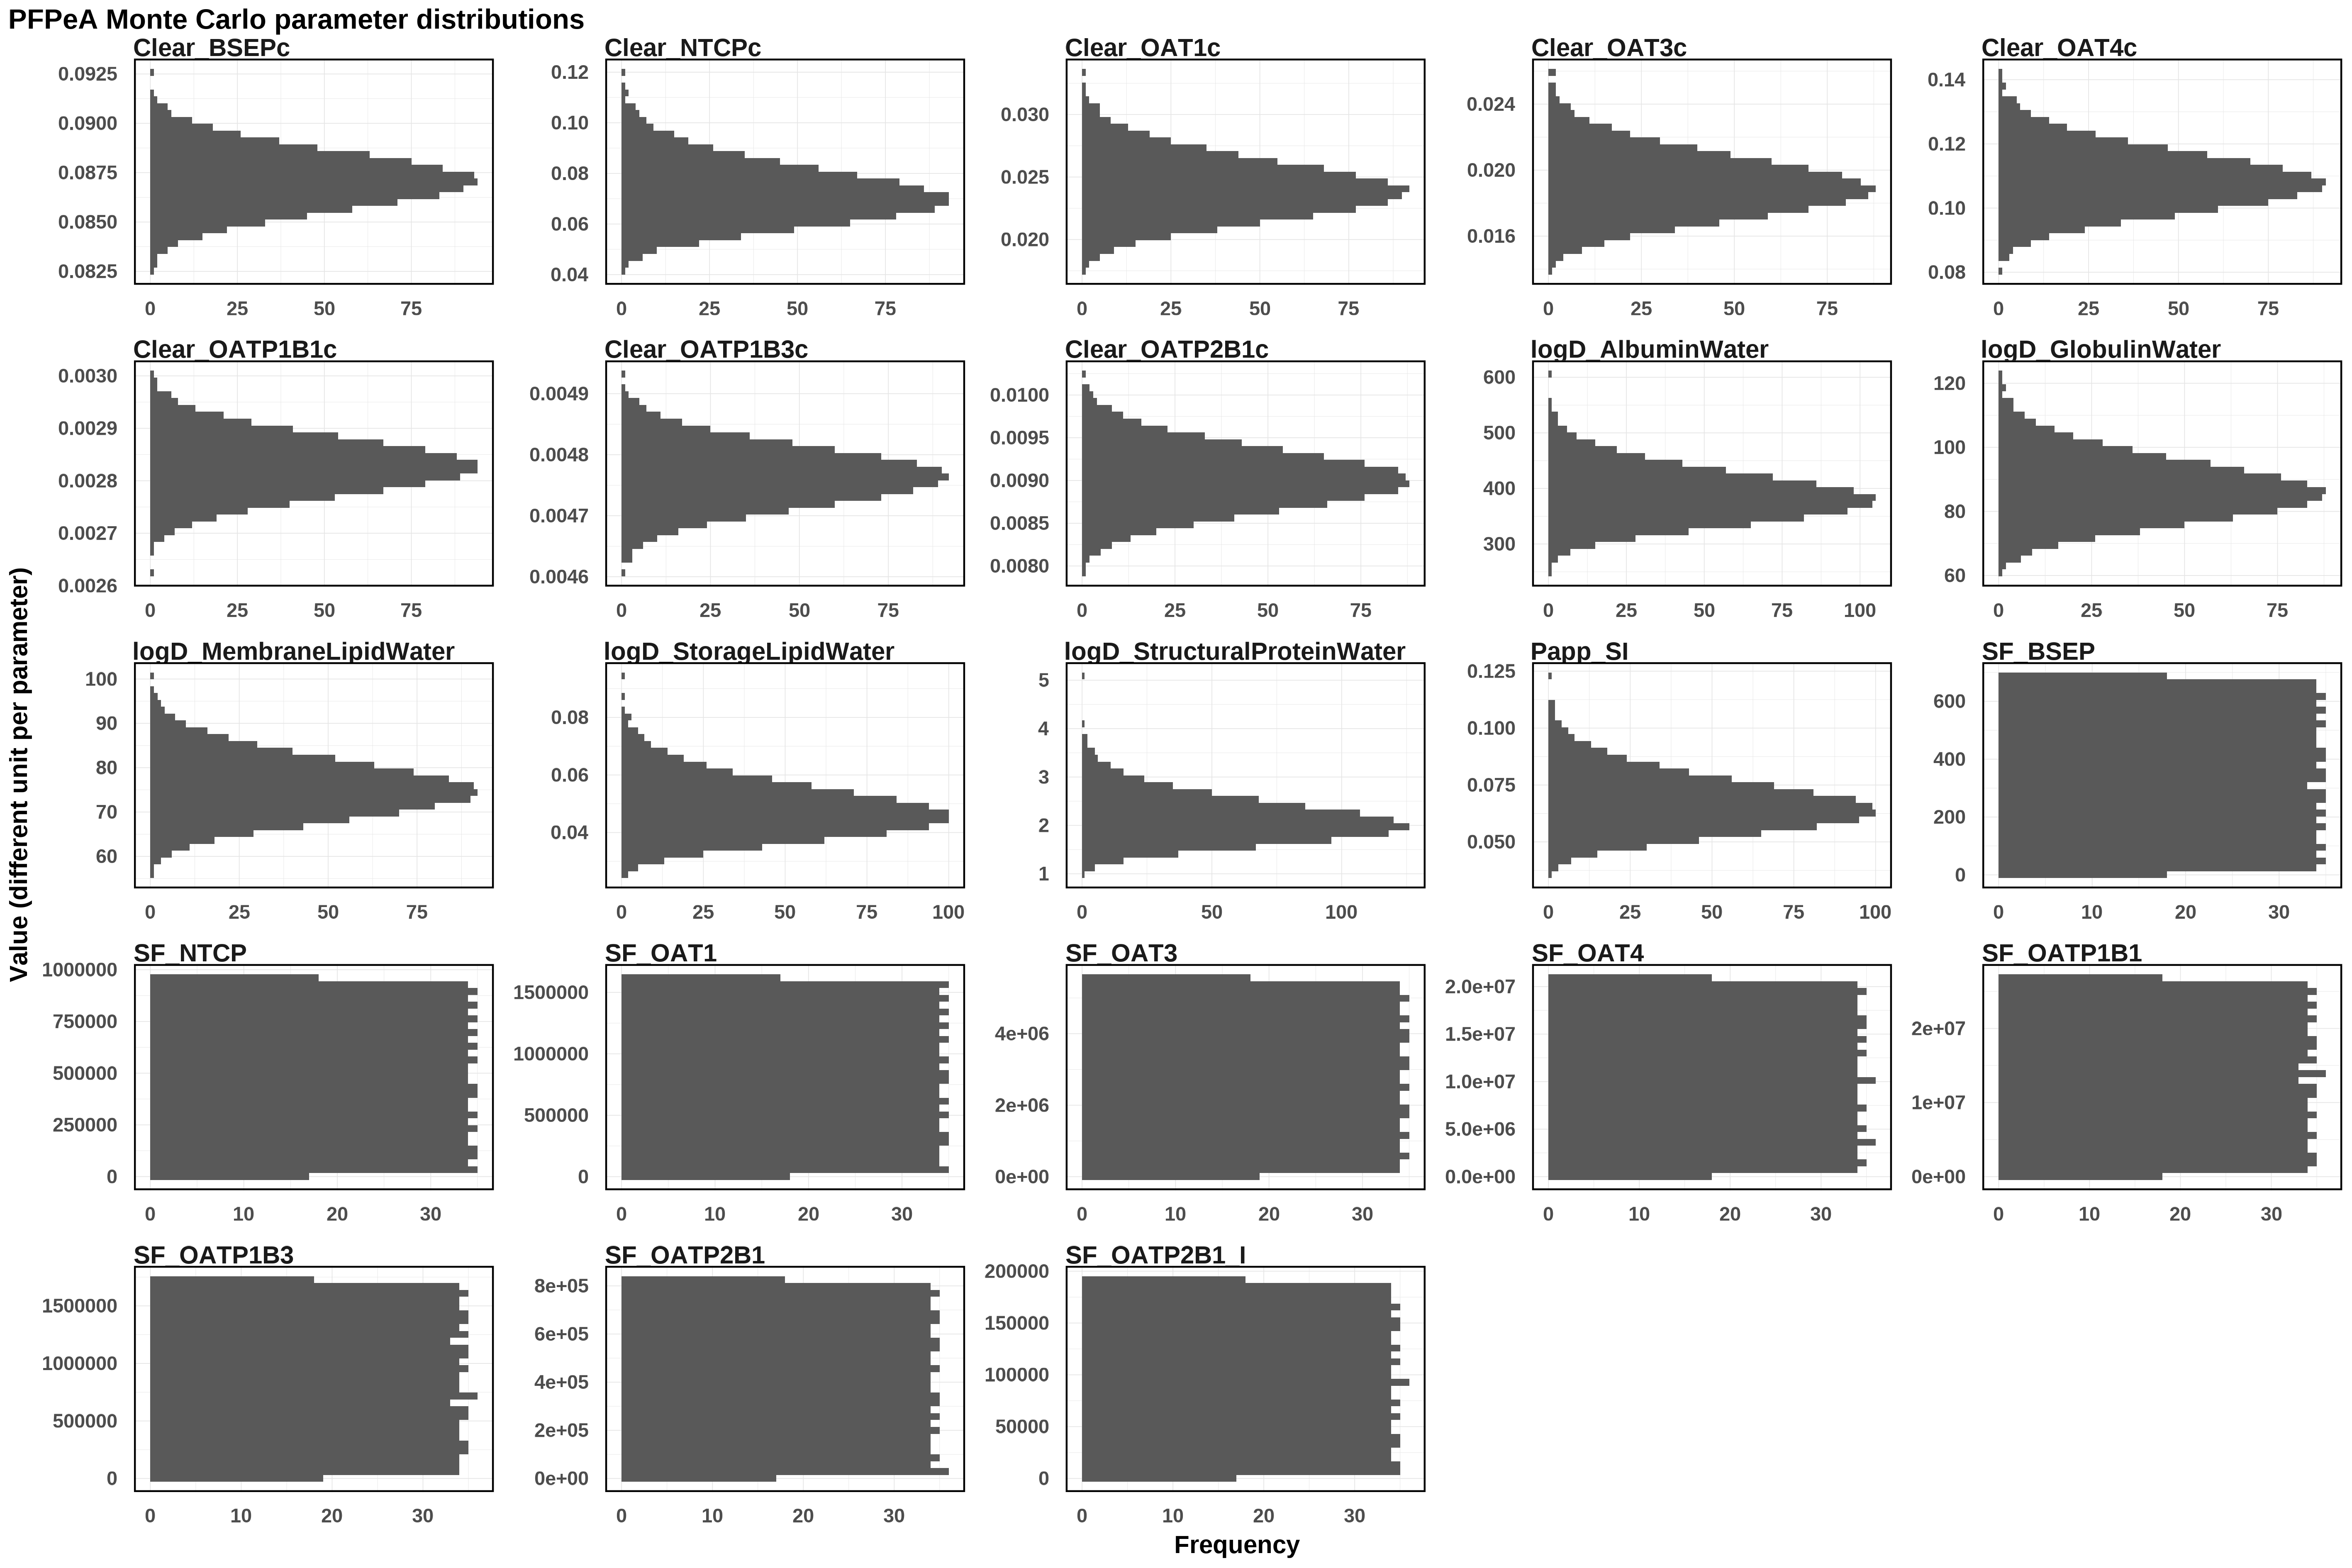 PFPeA Monte Carlo parameter distributions
Clear_BSEPc Clear_NTCPc Clear_OAT1c Clear_OAT3c Clear_OAT4c
0.0925 0.0900 0.0875 0.0850 0.0825
0 25 50 75
0.12 0.10 0.08 0.06 0.04
0 25 50 75
0.030 0.025 0.020
0 25 50 75
0.024 0.020 0.016
0 25 50 75
0.14 0.12 0.10 0.08
0 25 50 75
Clear_OATP1B1c Clear_OATP1B3c Clear_OATP2B1c logD_AlbuminWater logD_GlobulinWater
0.0030 0.0029 0.0028 0.0027 0.0026
0 25 50 75
0.0049 0.0048 0.0047 0.0046
0 25 50 75
0.0100 0.0095 0.0090 0.0085 0.0080
0 25 50 75
600 500 400 300
0 25 50 75 100
120 100 80 60
0 25 50 75
logD_MembraneLipidWater logD_StorageLipidWater logD_StructuralProteinWater Papp_SI SF_BSEP
100 90 80 70 60
0 25 50 75
0.08 0.06 0.04
0 25 50 75 100
5 4 3 2 1
0 50 100
0.125 0.100 0.075 0.050
0 25 50 75 100
600 400 200 0
0 10 20 30
SF_NTCP SF_OAT1 SF_OAT3 SF_OAT4 SF_OATP1B1
1000000 750000 500000 250000 0
0 10 20 30
1500000 1000000 500000 0
0 10 20 30
4e+06 2e+06 0e+00
0 10 20 30
2.0e+07 1.5e+07 1.0e+07 5.0e+06 0.0e+00
0 10 20 30
2e+07 1e+07 0e+00
0 10 20 30
SF_OATP1B3 SF_OATP2B1 SF_OATP2B1_I
1500000 1000000 500000 0
0 10 20 30
8e+05 6e+05 4e+05 2e+05 0e+00
0 10 20 30
200000 150000 100000 50000 0
0 10 20 30
Value (different unit per parameter)
Frequency